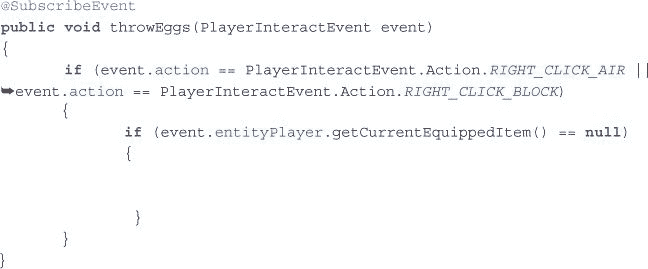 @SubscribeEvent
public void throwEggs(PlayerInteractEvent event)
{
if (event.action == PlayerInteractEvent.Action.RIGHT_CLICK_AIR ||
➥event.action == PlayerInteractEvent.Action.RIGHT_CLICK_BLOCK)
{
if (event.entityPlayer.getCurrentEquippedItem() == null)
{
}
}
}